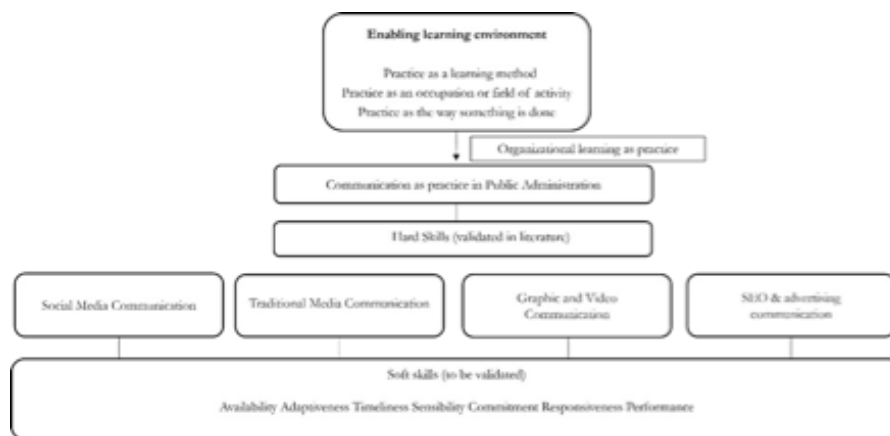 Enabling learning environment
Practice as a learning method
Practice as an occupation or field of activity
Practice as the way something is done
Organizational learning as practice
Communication as practice in Public Administration
Hard Skills (validated in literature)
Social Media Communication
Traditional Media Communication
Graphic and Video
Communication
SEO & advertising
communication
Soft skills (to be validated)
Availability Adaptiveness Timeliness Sensibility Commitment Responsiveness Performance